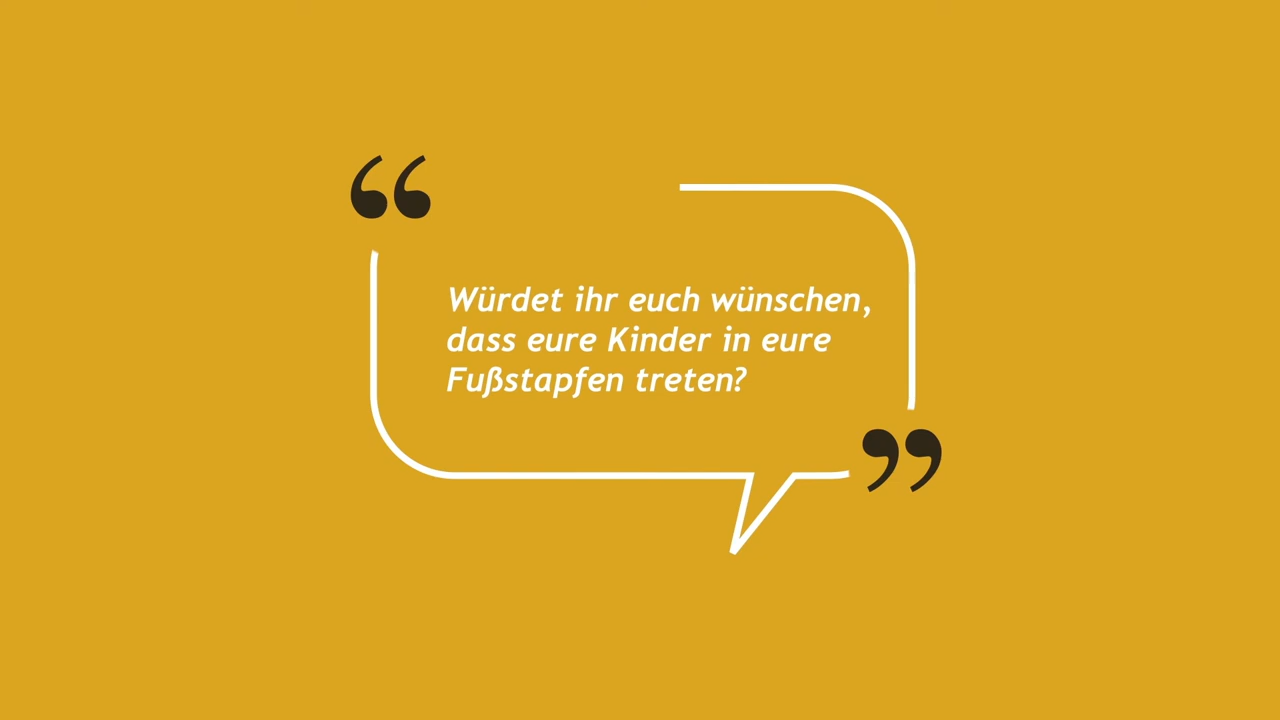 “
Würdet ihr euch wünschen,
dass eure Kinder in eure
Fußstapfen treten?
”